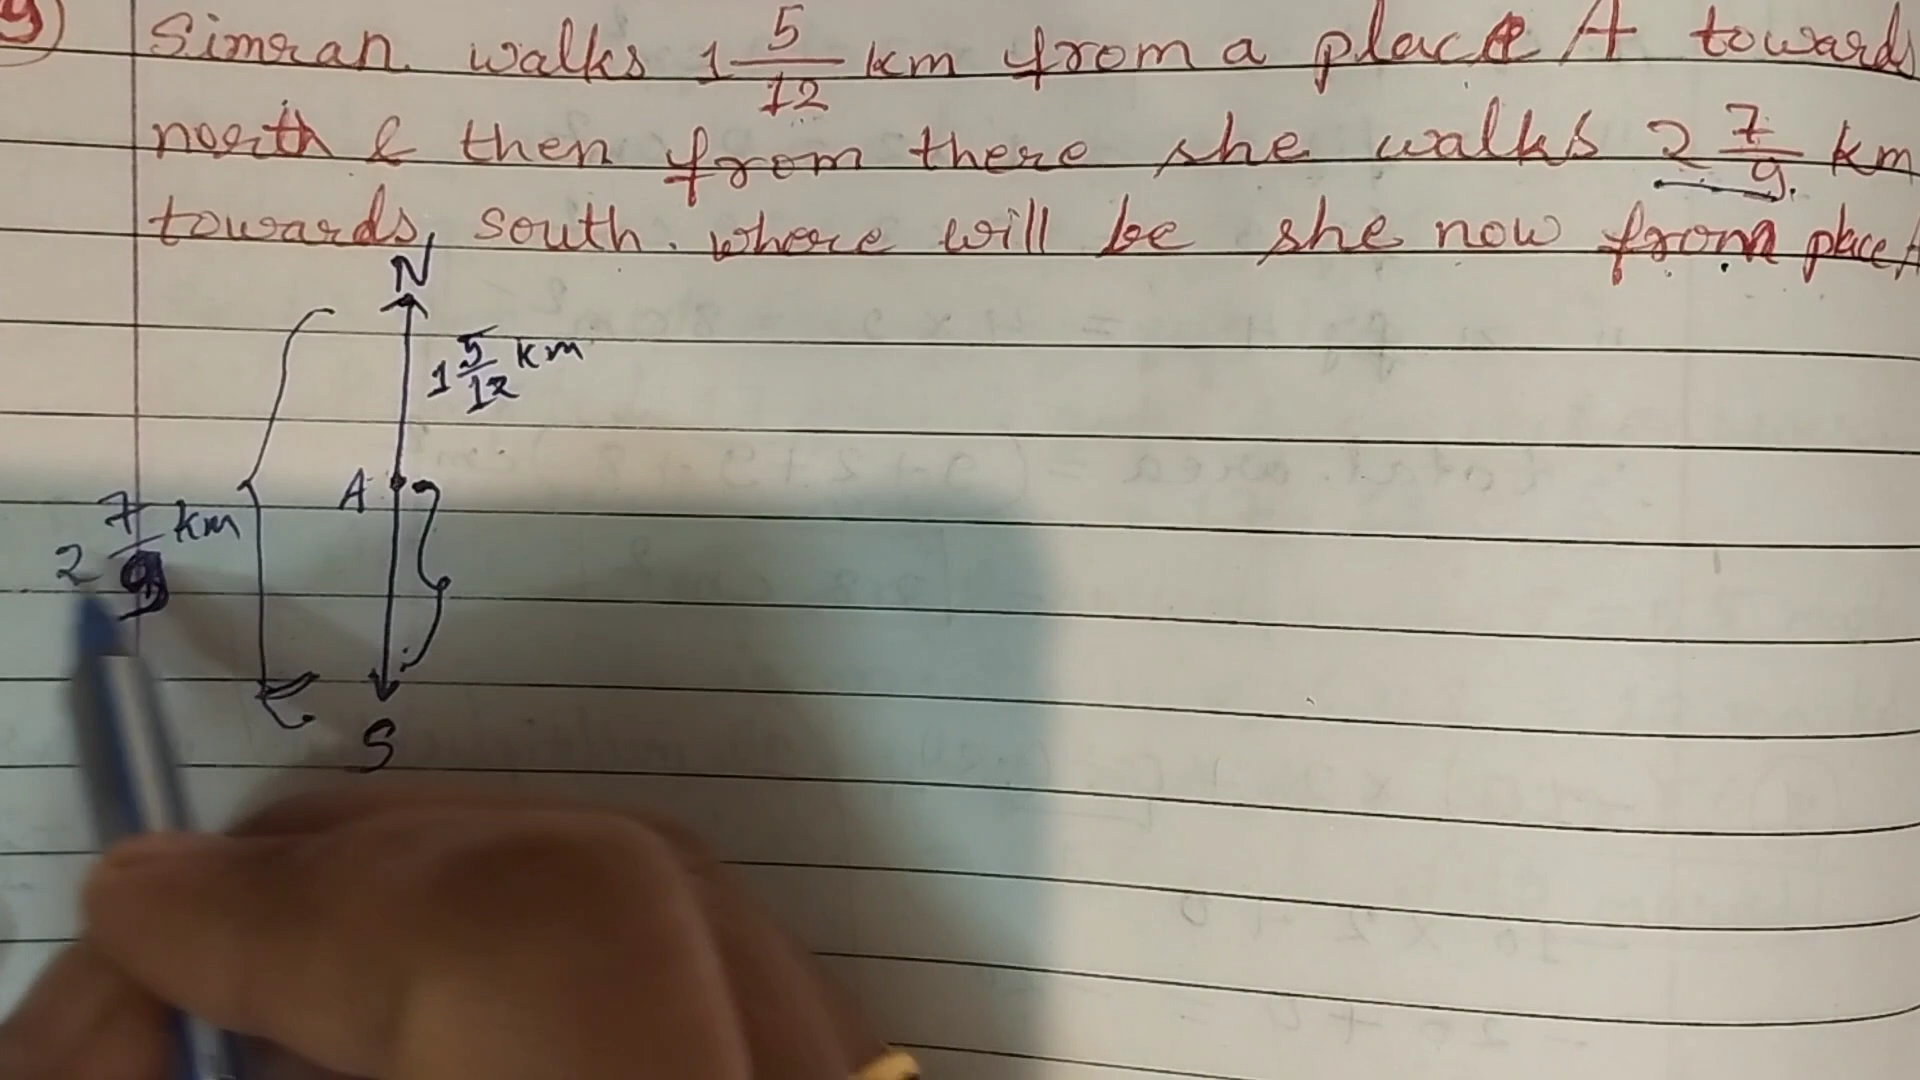 9) Simran walks 1 5/12 km from a place A towards
north & then from there she walks 2 7/9 km
towards south. where will be she now from place A
N
1 5/12 km
A
2 7/9 km
S